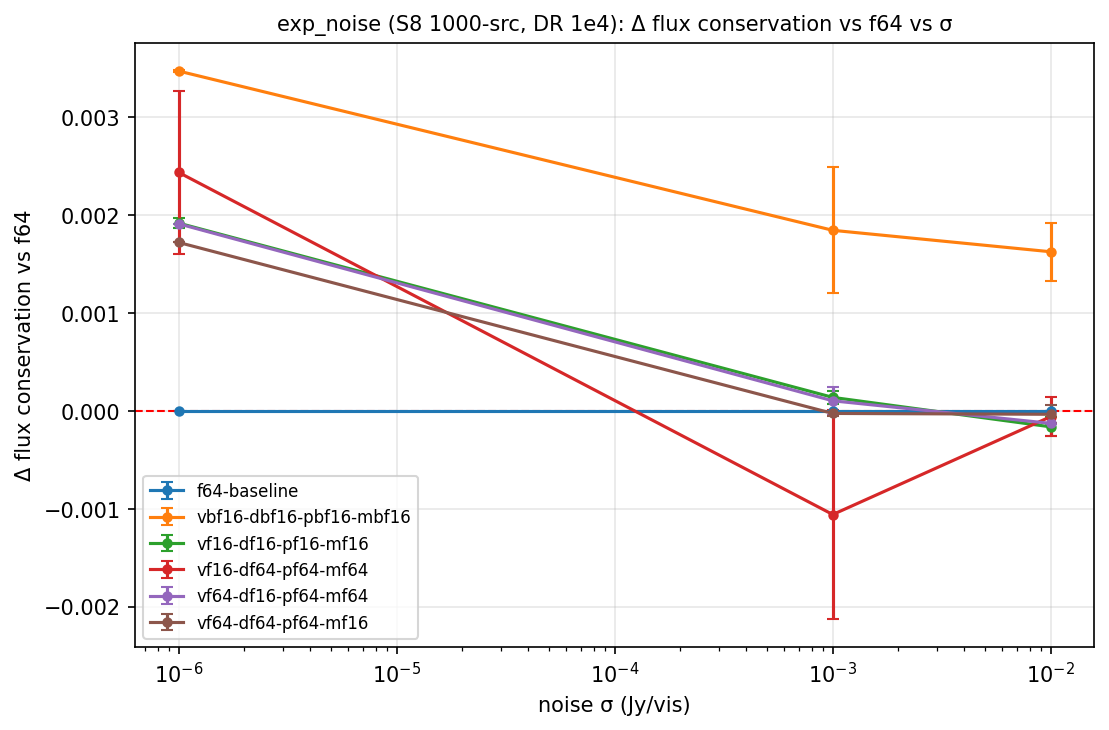 exp_noise (S8 1000-src, DR 1e4): Δ flux conservation vs f64 vs σ
Δ flux conservation vs f64
0.003
0.002
0.001
0.000
−0.001
−0.002
f64-baseline
vbf16-dbf16-pbf16-mbf16
vf16-df16-pf16-mf16
vf16-df64-pf64-mf64
vf64-df16-pf64-mf64
vf64-df64-pf64-mf16
10⁻⁶ 10⁻⁵ 10⁻⁴ 10⁻³ 10⁻²
noise σ (Jy/vis)